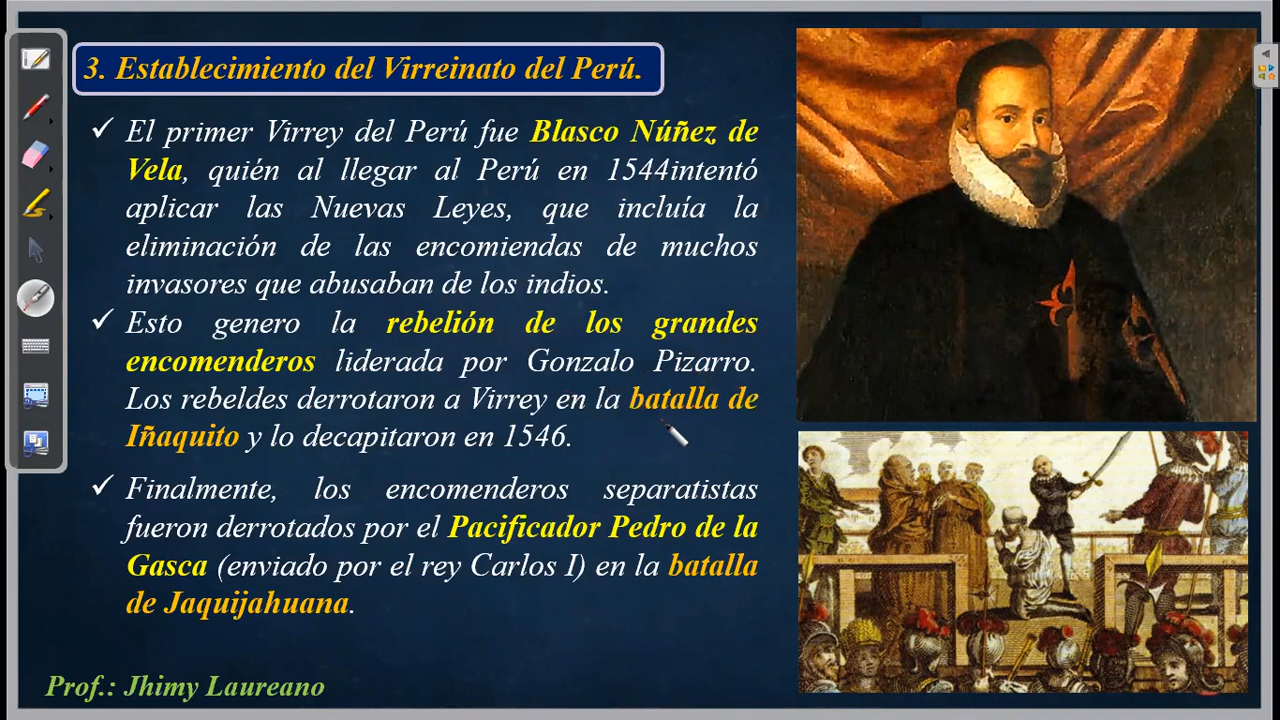 3. Establecimiento del Virreinato del Perú.
✓ El primer Virrey del Perú fue Blasco Núñez de
Vela, quién al llegar al Perú en 1544intentó
aplicar las Nuevas Leyes, que incluía la
eliminación de las encomiendas de muchos
invasores que abusaban de los indios.
✓ Esto genero la rebelión de los grandes
encomenderos liderada por Gonzalo Pizarro.
Los rebeldes derrotaron a Virrey en la batalla de
Iñaquito y lo decapitaron en 1546.
✓ Finalmente, los encomenderos separatistas
fueron derrotados por el Pacificador Pedro de la
Gasca (enviado por el rey Carlos I) en la batalla
de Jaquijahuana.
Prof.: Jhimy Laureano